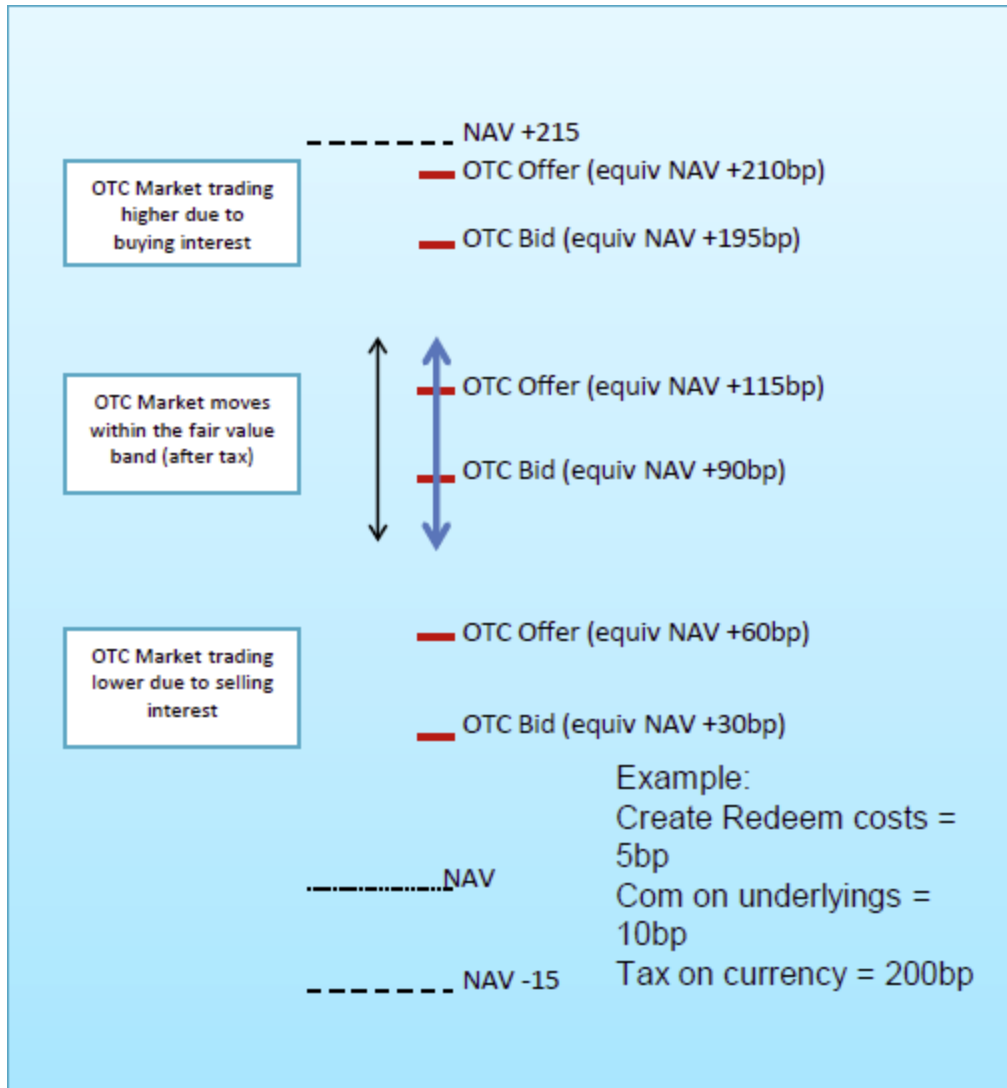 NAV +215
OTC Offer (equiv NAV +210bp)
OTC Market trading
higher due to
buying interest
OTC Bid (equiv NAV +195bp)
OTC Offer (equiv NAV +115bp)
OTC Market moves
within the fair value
band (after tax)
OTC Bid (equiv NAV +90bp)
OTC Offer (equiv NAV +60bp)
OTC Market trading
lower due to selling
interest
OTC Bid (equiv NAV +30bp)
Example:
Create Redeem costs =
5bp
Com on underlyings =
10bp
Tax on currency = 200bp
NAV
NAV -15